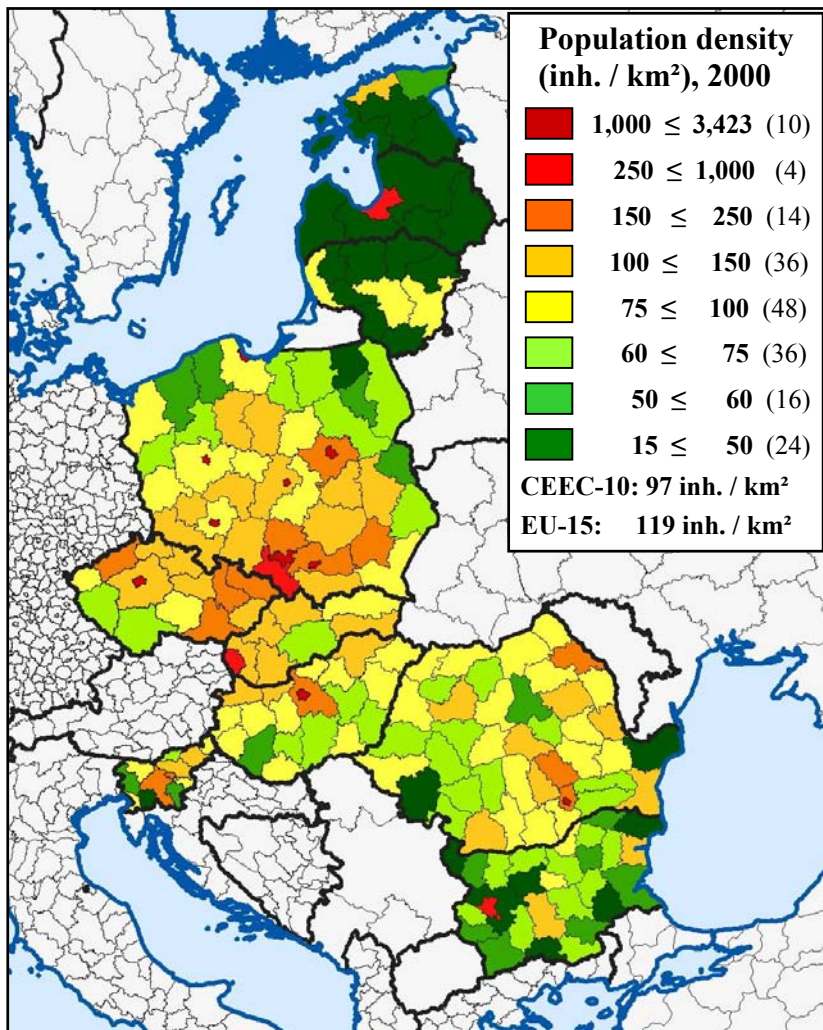 Population density
(inh. / km²), 2000
1,000 ≤ 3,423 (10)
250 ≤ 1,000 (4)
150 ≤ 250 (14)
100 ≤ 150 (36)
75 ≤ 100 (48)
60 ≤ 75 (36)
50 ≤ 60 (16)
15 ≤ 50 (24)
CEEC-10: 97 inh. / km²
EU-15: 119 inh. / km²